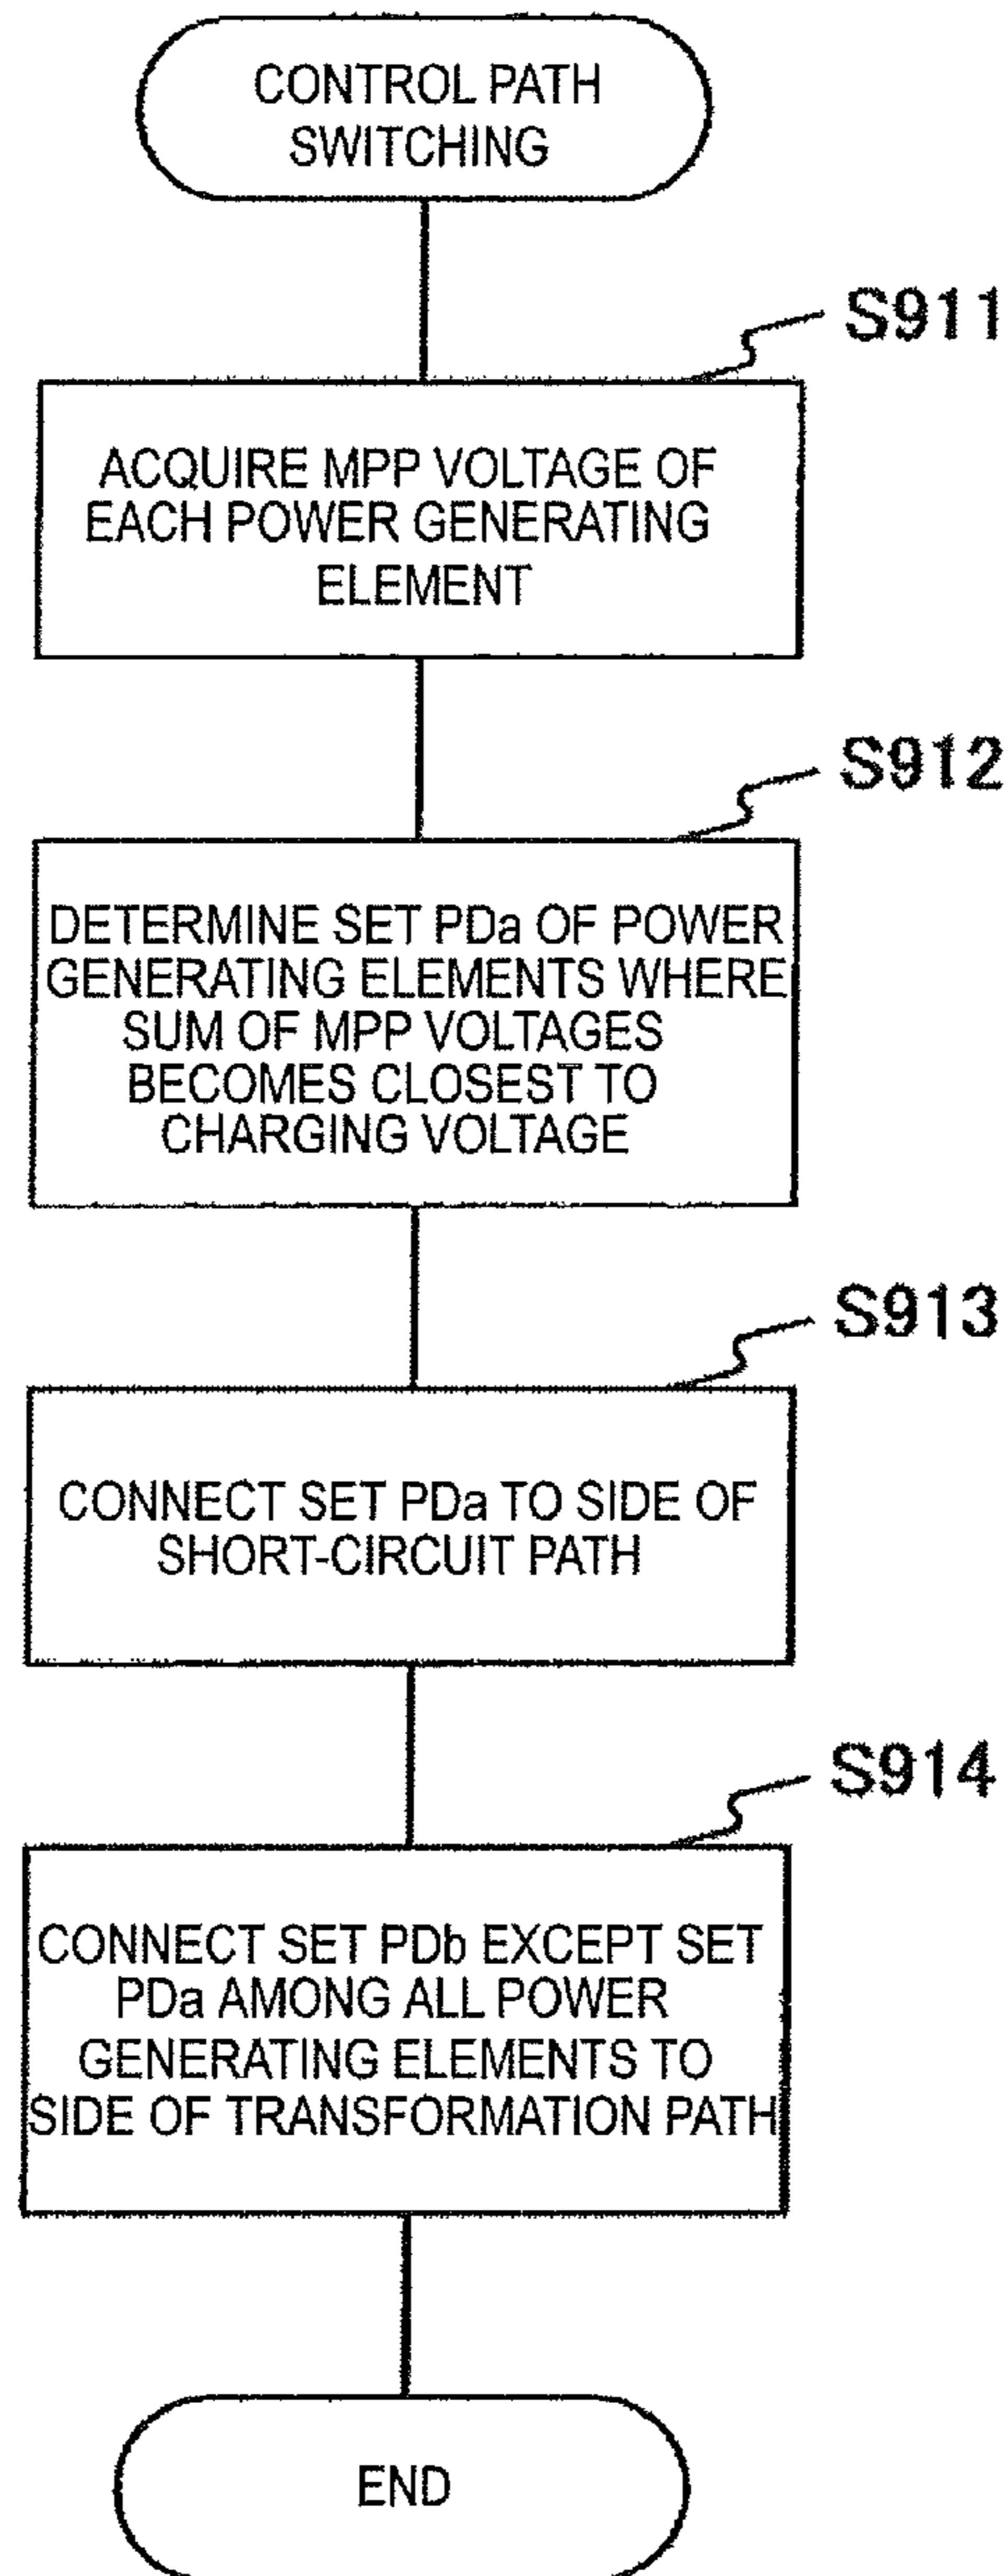 CONTROL PATH
SWITCHING
S911
ACQUIRE MPP VOLTAGE OF
EACH POWER GENERATING
ELEMENT
S912
DETERMINE SET PDa OF POWER
GENERATING ELEMENTS WHERE
SUM OF MPP VOLTAGES
BECOMES CLOSEST TO
CHARGING VOLTAGE
S913
CONNECT SET PDa TO SIDE OF
SHORT-CIRCUIT PATH
S914
CONNECT SET PDb EXCEPT SET
PDa AMONG ALL POWER
GENERATING ELEMENTS TO
SIDE OF TRANSFORMATION PATH
END